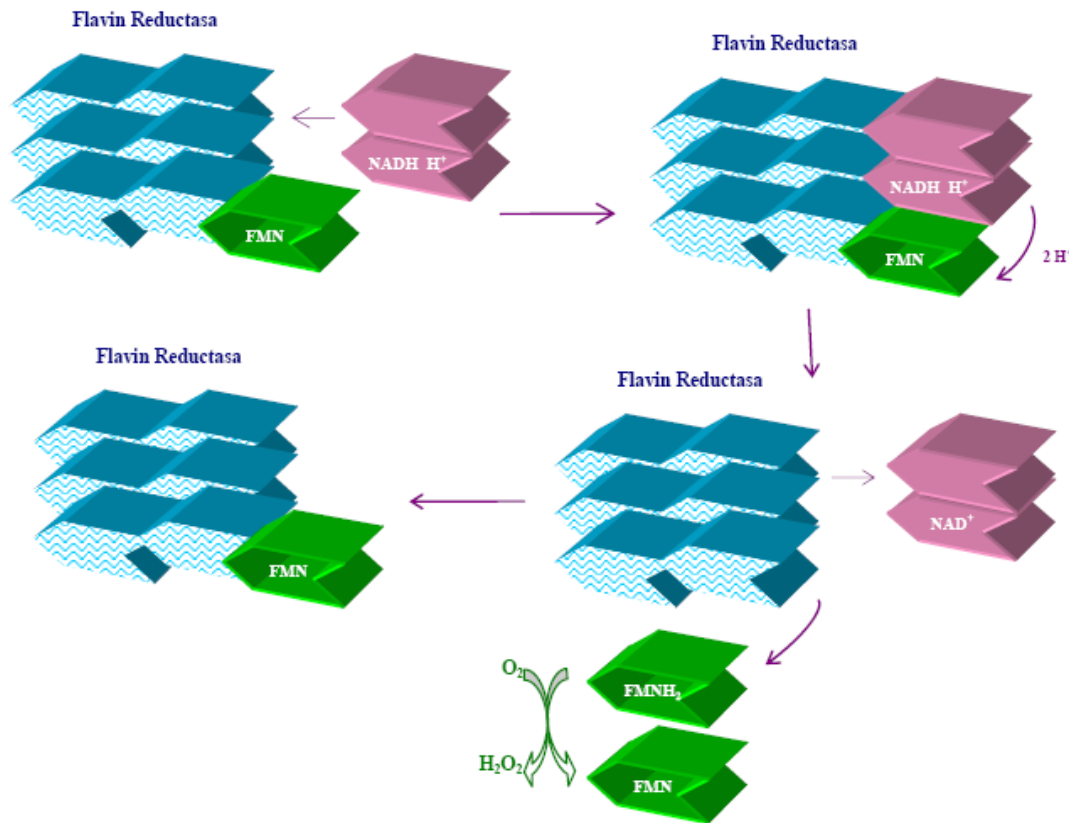 Flavin Reductasa
NADH H⁺
FMN
Flavin Reductasa
NADH H⁺
FMN
2 H⁺
Flavin Reductasa
FMN
Flavin Reductasa
NAD⁺
O₂
H₂O₂
FMNH₂
FMN